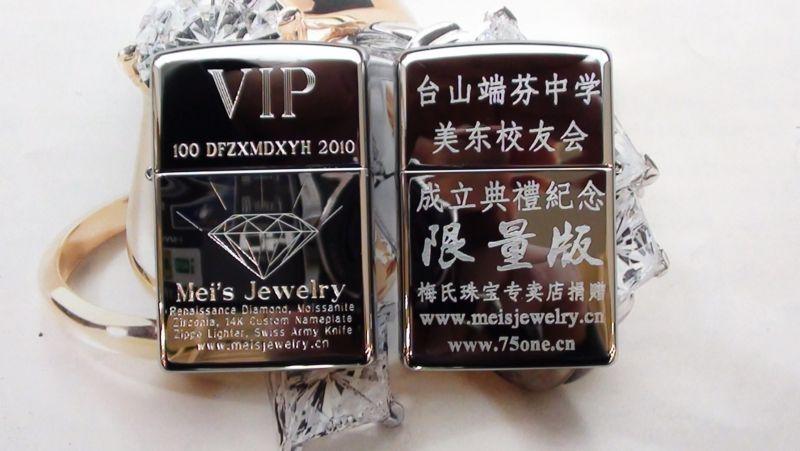 VIP
100 DFZXMDXYH 2010
Mei's Jewelry
Renaissance Diamond, Moissanite
Zirconia, 14K Custom Nameplate
Zippo Lighter, Swiss Army Knife
www.meisjewelry.cn
台山端芬中学
美东校友会
成立典禮紀念
限量版
梅氏珠宝专卖店捐赠
www.meisjewelry.cn
www.75one.cn